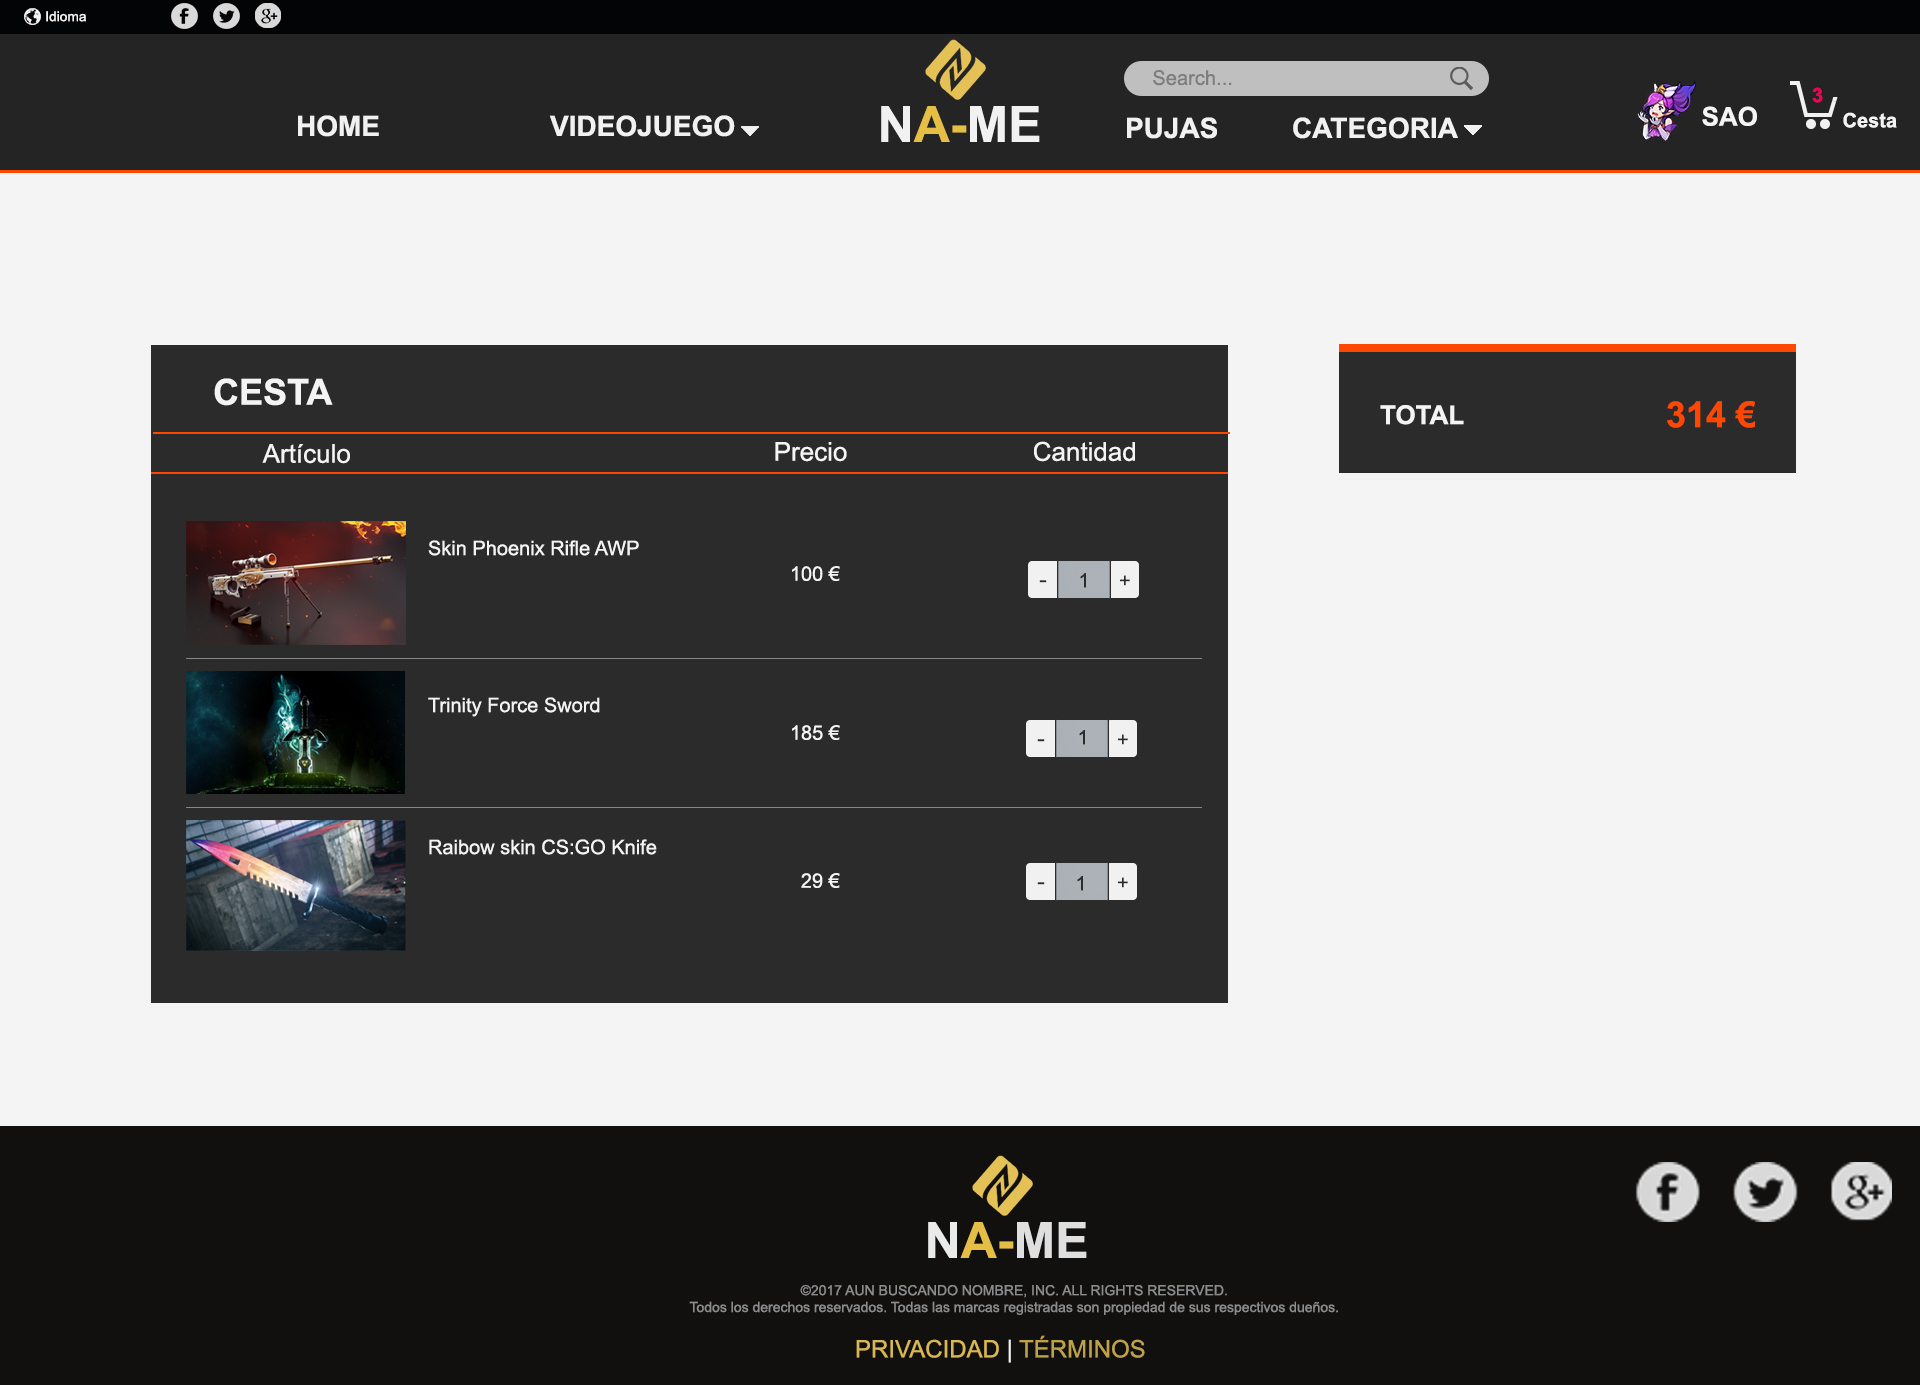 Idioma
Search...
HOME
VIDEOJUEGO
NA-ME
PUJAS
CATEGORIA
SAO
3
Cesta
CESTA
Artículo
Precio
Cantidad
Skin Phoenix Rifle AWP
100 €
- 1 +
Trinity Force Sword
185 €
- 1 +
Raibow skin CS:GO Knife
29 €
- 1 +
TOTAL
314 €
NA-ME
©2017 AUN BUSCANDO NOMBRE, INC. ALL RIGHTS RESERVED.
Todos los derechos reservados. Todas las marcas registradas son propiedad de sus respectivos dueños.
PRIVACIDAD | TÉRMINOS